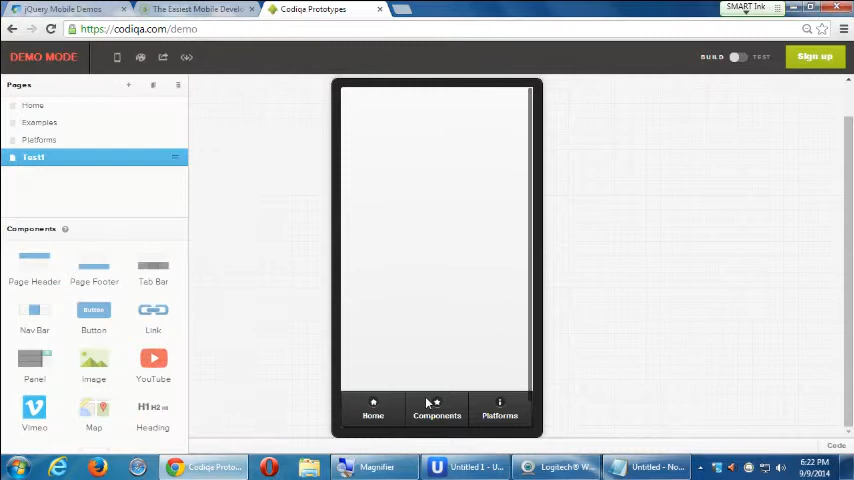 jQuery Mobile Demos
The Easiest Mobile Develo
Codiqa Prototypes
SMART Ink
https://codiqa.com/demo
DEMO MODE
BUILD
TEST
Sign up
Pages
Home
Examples
Platforms
Test1
Components
Page Header
Page Footer
Tab Bar
Button
Nav Bar
Button
Link
Panel
Image
YouTube
H1 H2 H3
Vimeo
Map
Heading
Home
Components
Platforms
Code
Codiqa Proto...
Magnifier
Untitled 1 - U...
Logitech® W...
Untitled - No...
6:22 PM
9/9/2014